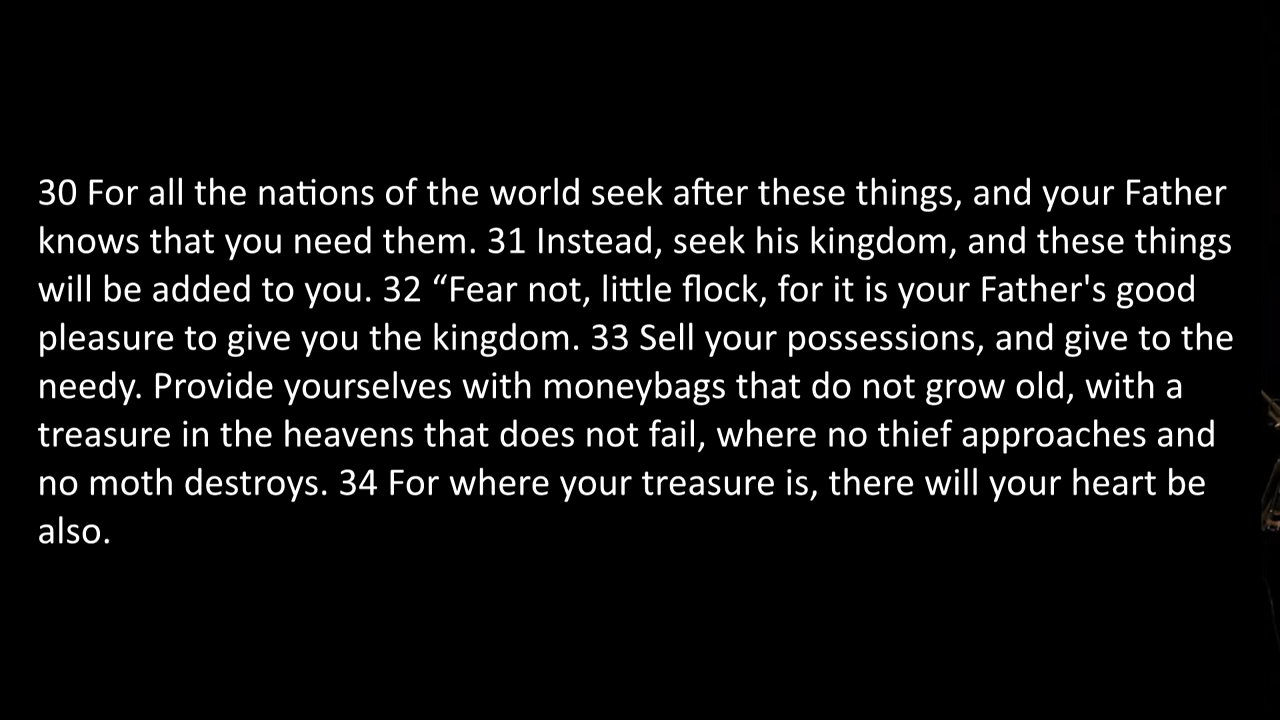 30 For all the nations of the world seek after these things, and your Father
knows that you need them. 31 Instead, seek his kingdom, and these things
will be added to you. 32 “Fear not, little flock, for it is your Father's good
pleasure to give you the kingdom. 33 Sell your possessions, and give to the
needy. Provide yourselves with moneybags that do not grow old, with a
treasure in the heavens that does not fail, where no thief approaches and
no moth destroys. 34 For where your treasure is, there will your heart be
also.